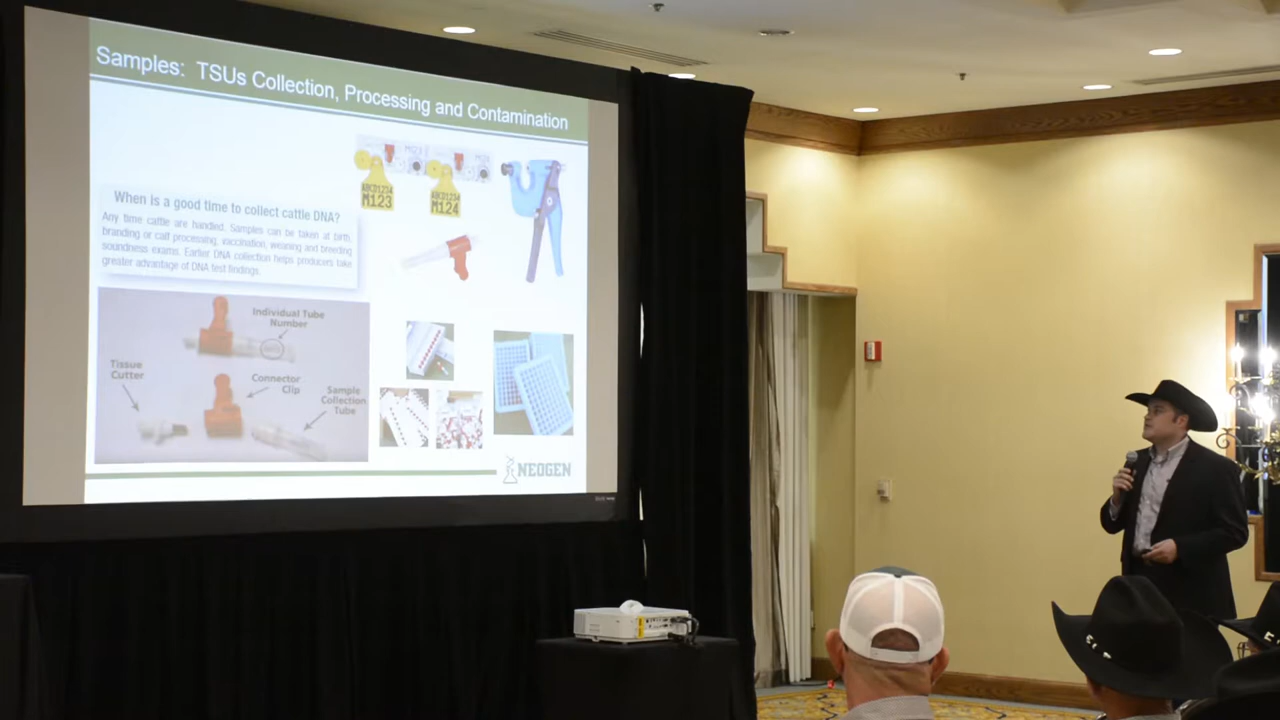 Samples: TSUs Collection, Processing and Contamination
ABCD1234
M123
ABCD1234
M124
When is a good time to collect cattle DNA?
Any time cattle are handled. Samples can be taken at birth,
branding or calf processing, vaccination, weaning and breeding
soundness exams. Earlier DNA collection helps producers take
greater advantage of DNA test findings.
Individual Tube
Number
Tissue
Cutter
Connector
Clip
Sample
Collection
Tube
NEOGEN